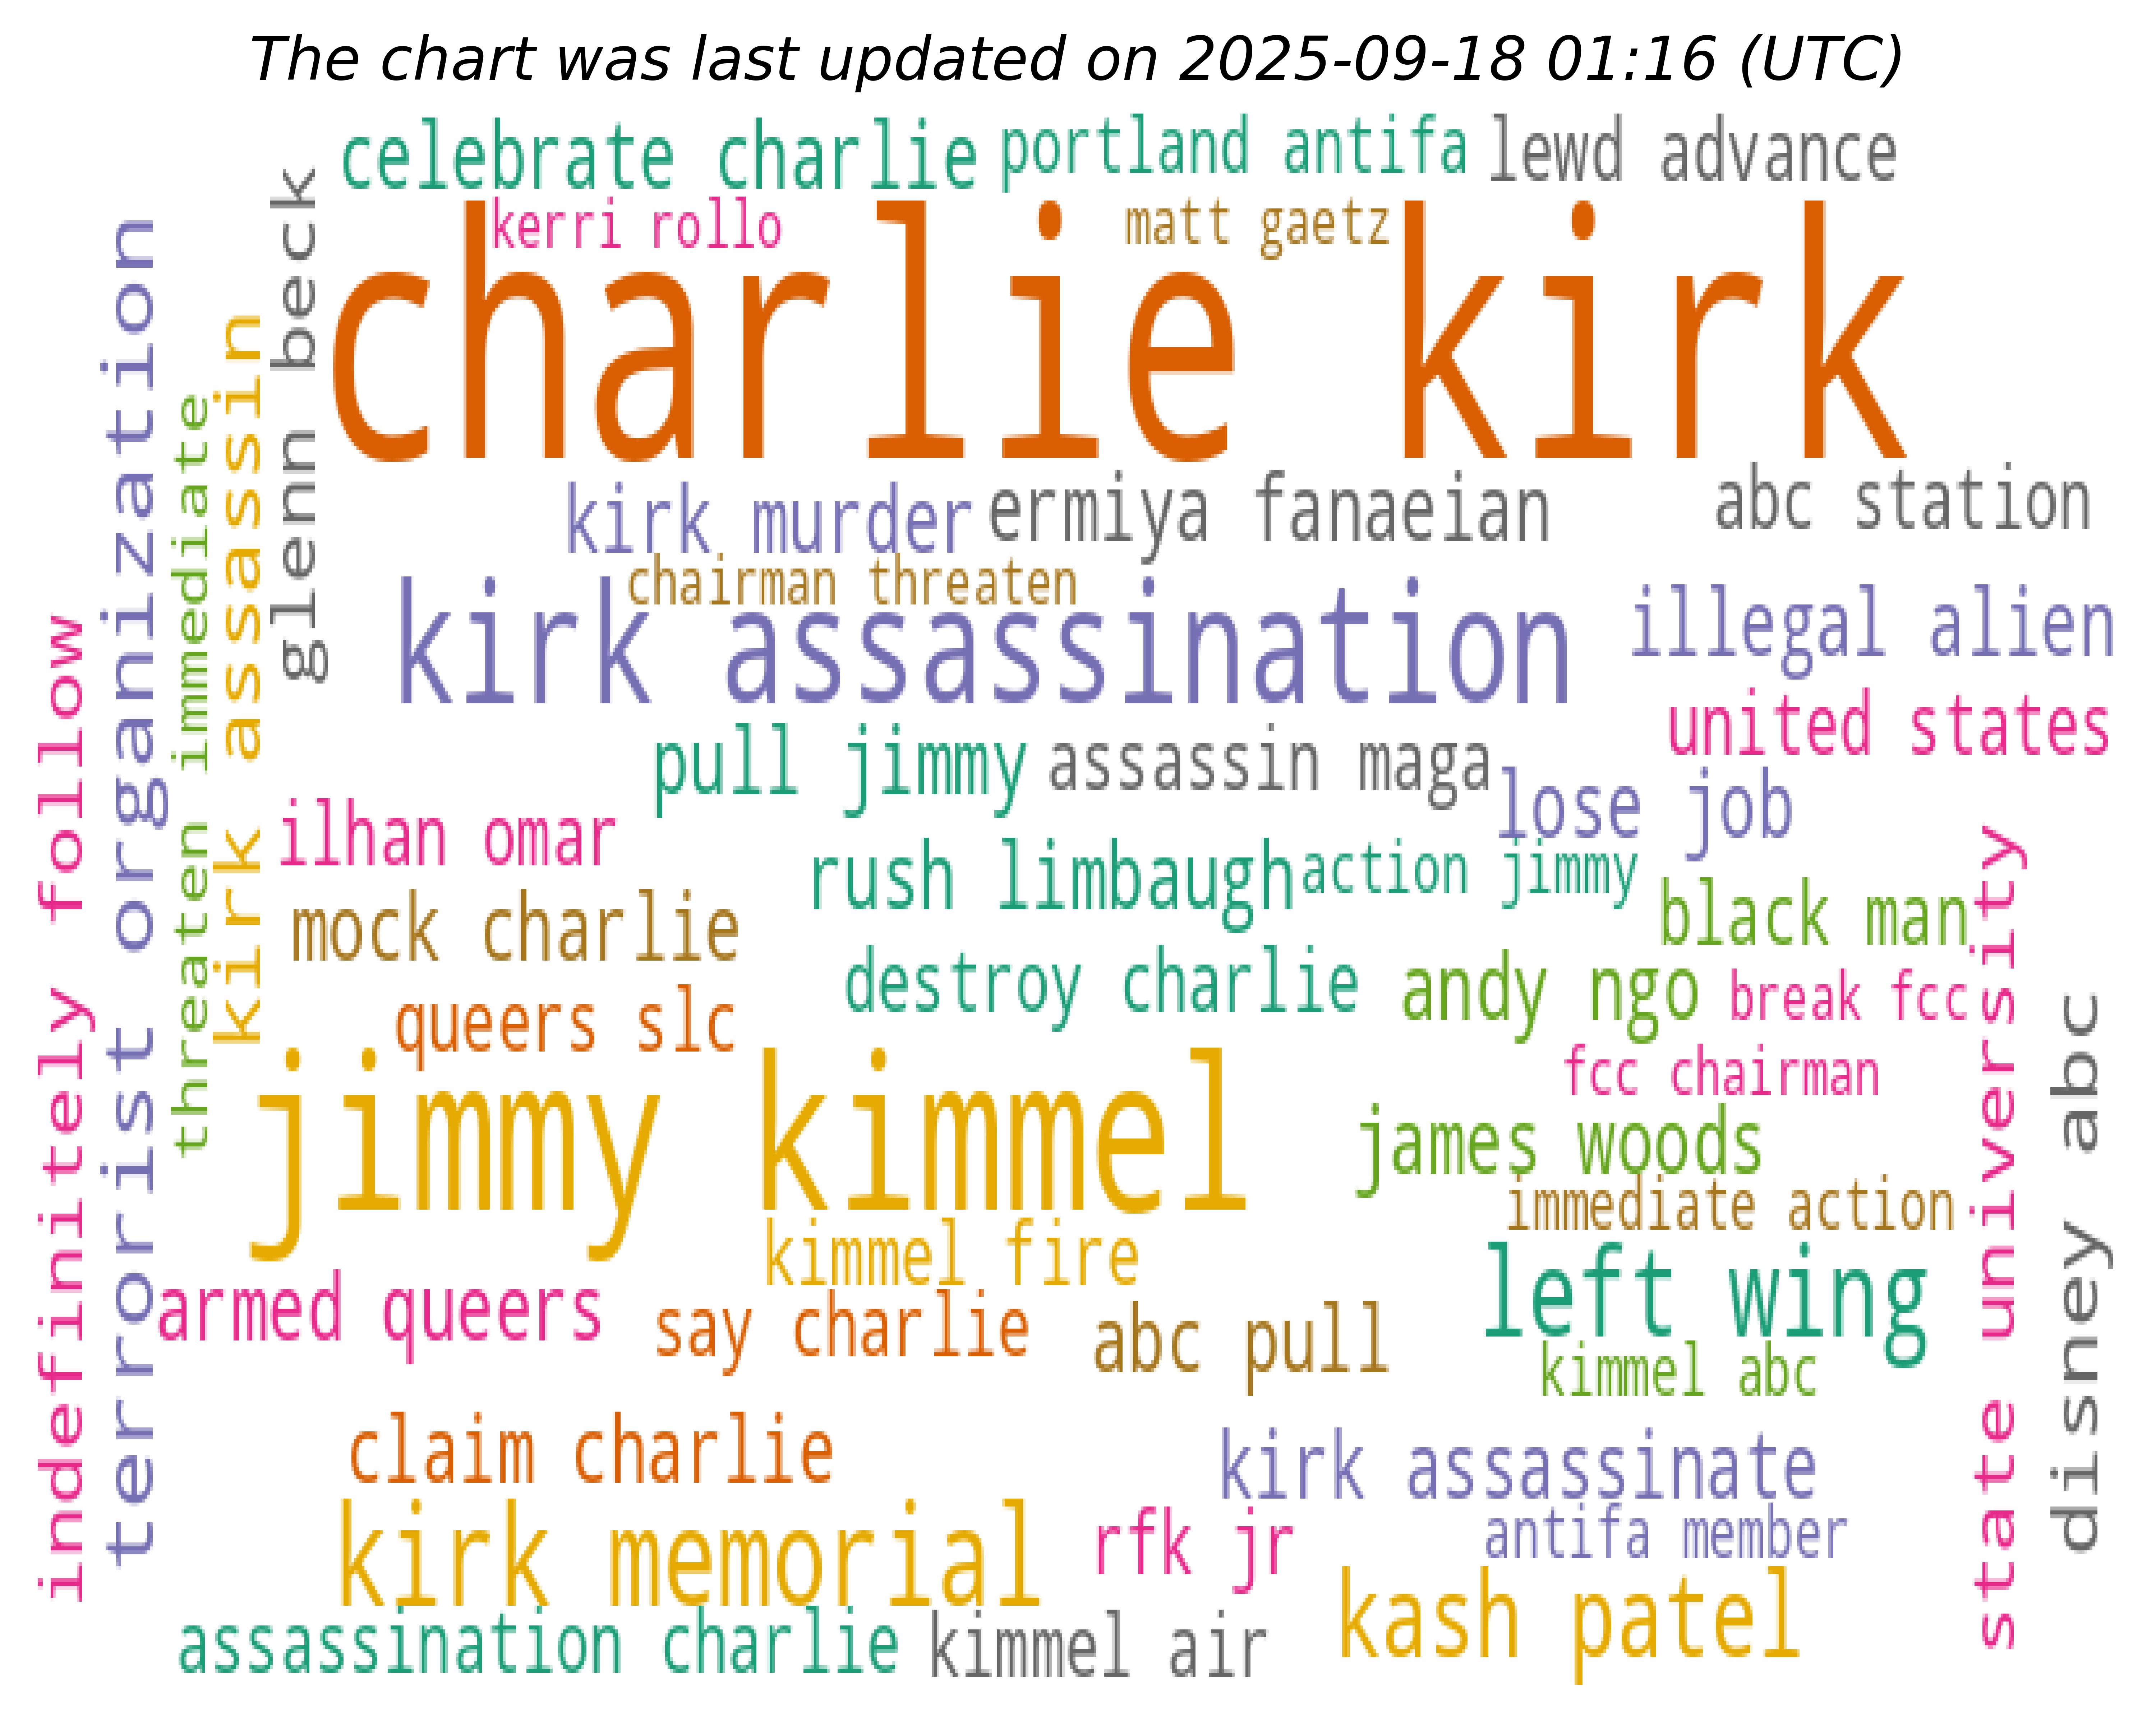 The chart was last updated on 2025-09-18 01:16 (UTC)
celebrate charlie
portland antifa
lewd advance
kerri rollo
matt gaetz
charlie kirk
glenn beck
kirk assassin
threaten immediate
terrorist organization
indefinitely follow
kirk murder
ermiya fanaeian
abc station
chairman threaten
kirk assassination
illegal alien
united states
pull jimmy
assassin maga
lose job
ilhan omar
rush limbaugh
action jimmy
black man
mock charlie
destroy charlie
andy ngo
break fcc
queers slc
fcc chairman
jimmy kimmel
james woods
immediate action
state university
disney abc
kimmel fire
left wing
armed queers
say charlie
abc pull
kimmel abc
claim charlie
kirk assassinate
kirk memorial
rfk jr
antifa member
kash patel
assassination charlie
kimmel air